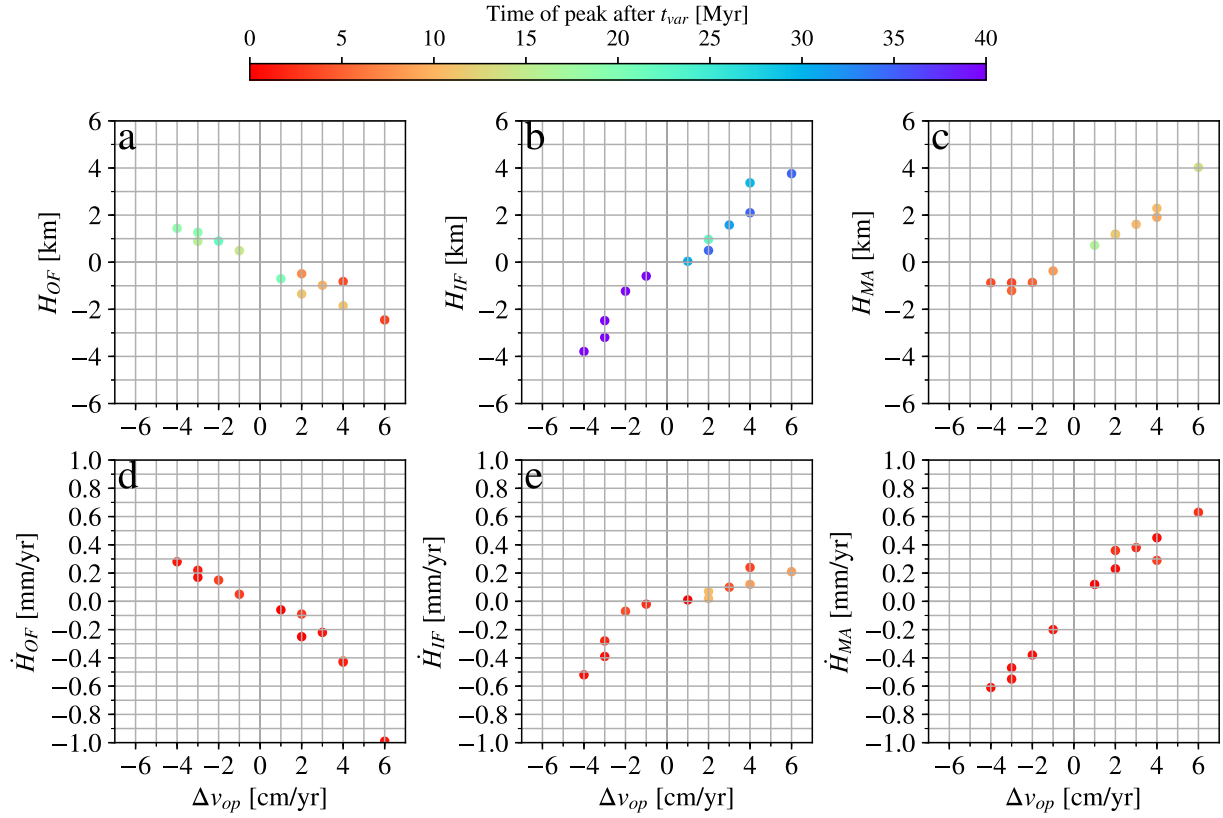 Time of peak after t_var [Myr]
0 5 10 15 20 25 30 35 40
a
6
4
2
0
−2
−4
−6
H_OF [km]
−6 −4 −2 0 2 4 6
b
6
4
2
0
−2
−4
−6
H_IF [km]
−6 −4 −2 0 2 4 6
c
6
4
2
0
−2
−4
−6
H_MA [km]
−6 −4 −2 0 2 4 6
d
1.0
0.8
0.6
0.4
0.2
0.0
−0.2
−0.4
−0.6
−0.8
−1.0
Ḣ_OF [mm/yr]
−6 −4 −2 0 2 4 6
Δv_op [cm/yr]
e
1.0
0.8
0.6
0.4
0.2
0.0
−0.2
−0.4
−0.6
−0.8
−1.0
Ḣ_IF [mm/yr]
−6 −4 −2 0 2 4 6
Δv_op [cm/yr]
1.0
0.8
0.6
0.4
0.2
0.0
−0.2
−0.4
−0.6
−0.8
−1.0
Ḣ_MA [mm/yr]
−6 −4 −2 0 2 4 6
Δv_op [cm/yr]